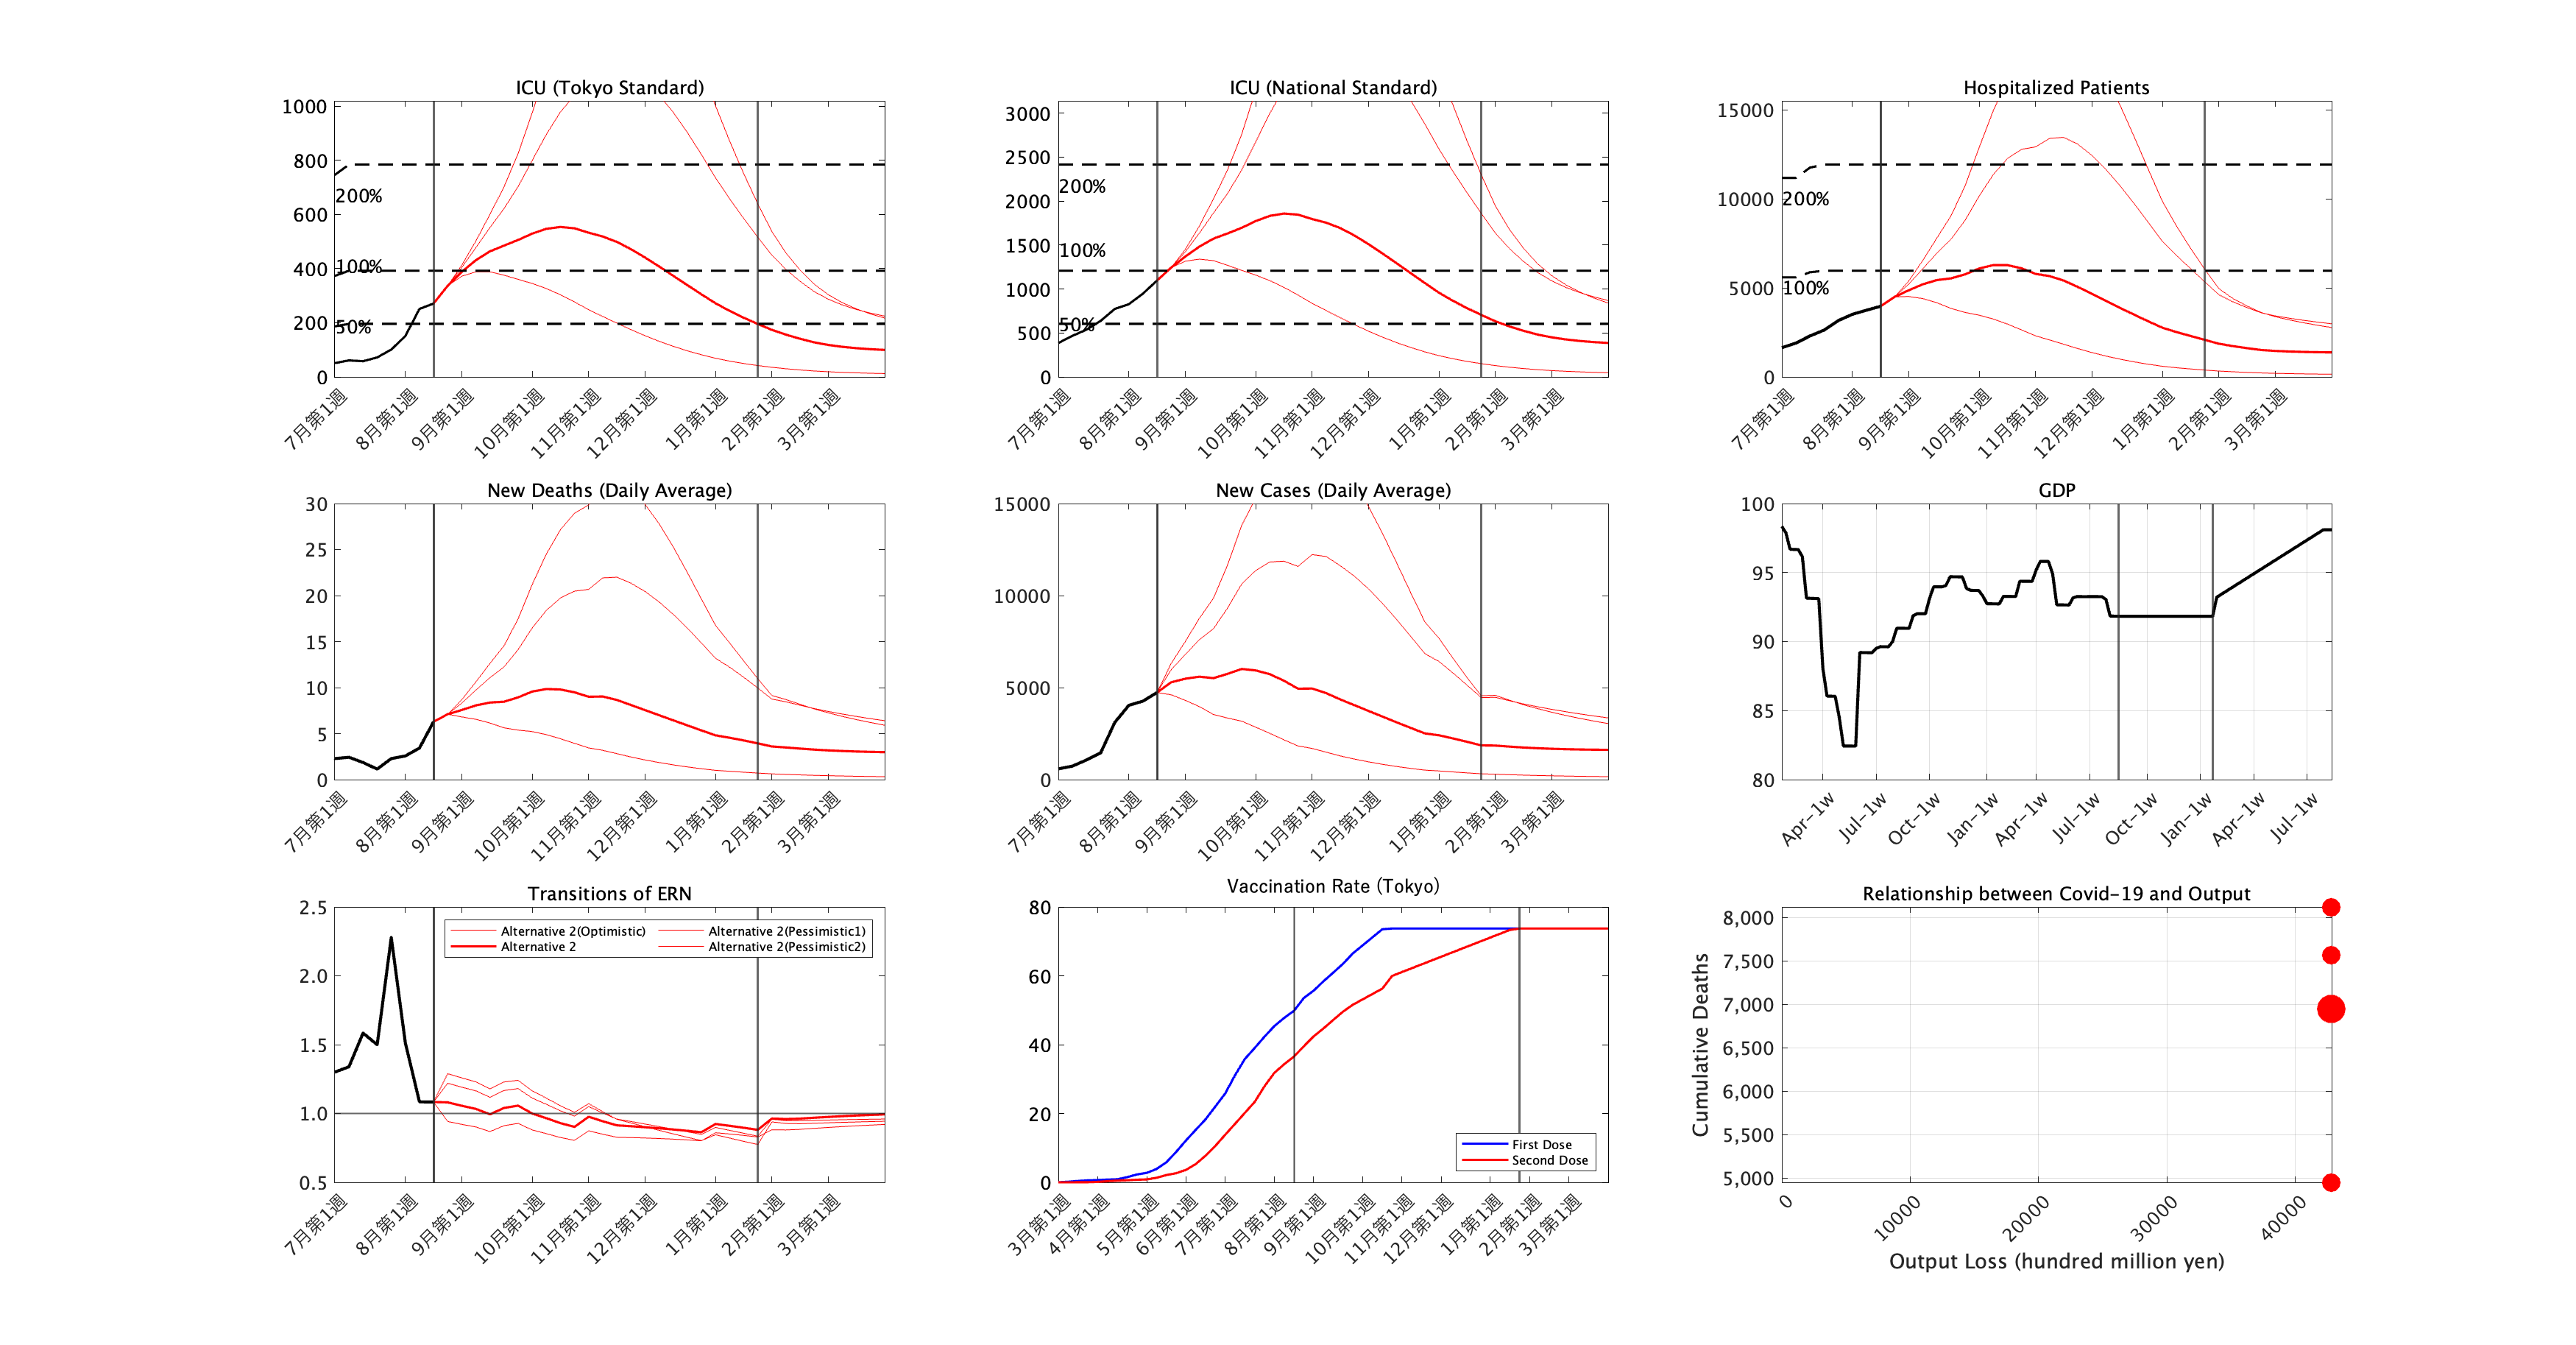 ICU (Tokyo Standard)
1000
800
600
400
200
0
200%
100%
50%
7月第1週
8月第1週
9月第1週
10月第1週
11月第1週
12月第1週
1月第1週
2月第1週
3月第1週
ICU (National Standard)
3000
2500
2000
1500
1000
500
0
200%
100%
50%
7月第1週
8月第1週
9月第1週
10月第1週
11月第1週
12月第1週
1月第1週
2月第1週
3月第1週
Hospitalized Patients
15000
10000
5000
0
200%
100%
7月第1週
8月第1週
9月第1週
10月第1週
11月第1週
12月第1週
1月第1週
2月第1週
3月第1週
New Deaths (Daily Average)
30
25
20
15
10
5
0
7月第1週
8月第1週
9月第1週
10月第1週
11月第1週
12月第1週
1月第1週
2月第1週
3月第1週
New Cases (Daily Average)
15000
10000
5000
0
7月第1週
8月第1週
9月第1週
10月第1週
11月第1週
12月第1週
1月第1週
2月第1週
3月第1週
GDP
100
95
90
85
80
Apr-1w
Jul-1w
Oct-1w
Jan-1w
Apr-1w
Jul-1w
Oct-1w
Jan-1w
Apr-1w
Jul-1w
Transitions of ERN
2.5
2.0
1.5
1.0
0.5
Alternative 2(Optimistic)
Alternative 2
Alternative 2(Pessimistic1)
Alternative 2(Pessimistic2)
7月第1週
8月第1週
9月第1週
10月第1週
11月第1週
12月第1週
1月第1週
2月第1週
3月第1週
Vaccination Rate (Tokyo)
80
60
40
20
0
First Dose
Second Dose
3月第1週
4月第1週
5月第1週
6月第1週
7月第1週
8月第1週
9月第1週
10月第1週
11月第1週
12月第1週
1月第1週
2月第1週
3月第1週
Relationship between Covid-19 and Output
Cumulative Deaths
8,000
7,500
7,000
6,500
6,000
5,500
5,000
0
10000
20000
30000
40000
Output Loss (hundred million yen)